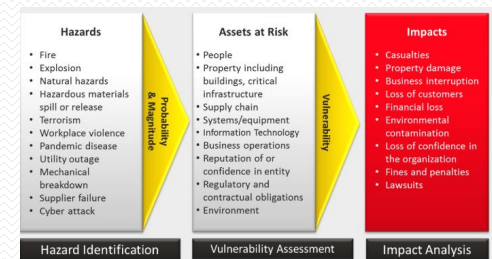 Hazards
• Fire
• Explosion
• Natural hazards
• Hazardous materials
spill or release
• Terrorism
• Workplace violence
• Pandemic disease
• Utility outage
• Mechanical
breakdown
• Supplier failure
• Cyber attack
Probability
& Magnitude
Assets at Risk
• People
• Property including
buildings, critical
infrastructure
• Supply chain
• Systems/equipment
• Information Technology
• Business operations
• Reputation of or
confidence in entity
• Regulatory and
contractual obligations
• Environment
Vulnerability
Impacts
• Casualties
• Property damage
• Business interruption
• Loss of customers
• Financial loss
• Environmental
contamination
• Loss of confidence in
the organization
• Fines and penalties
• Lawsuits
Hazard Identification
Vulnerability Assessment
Impact Analysis